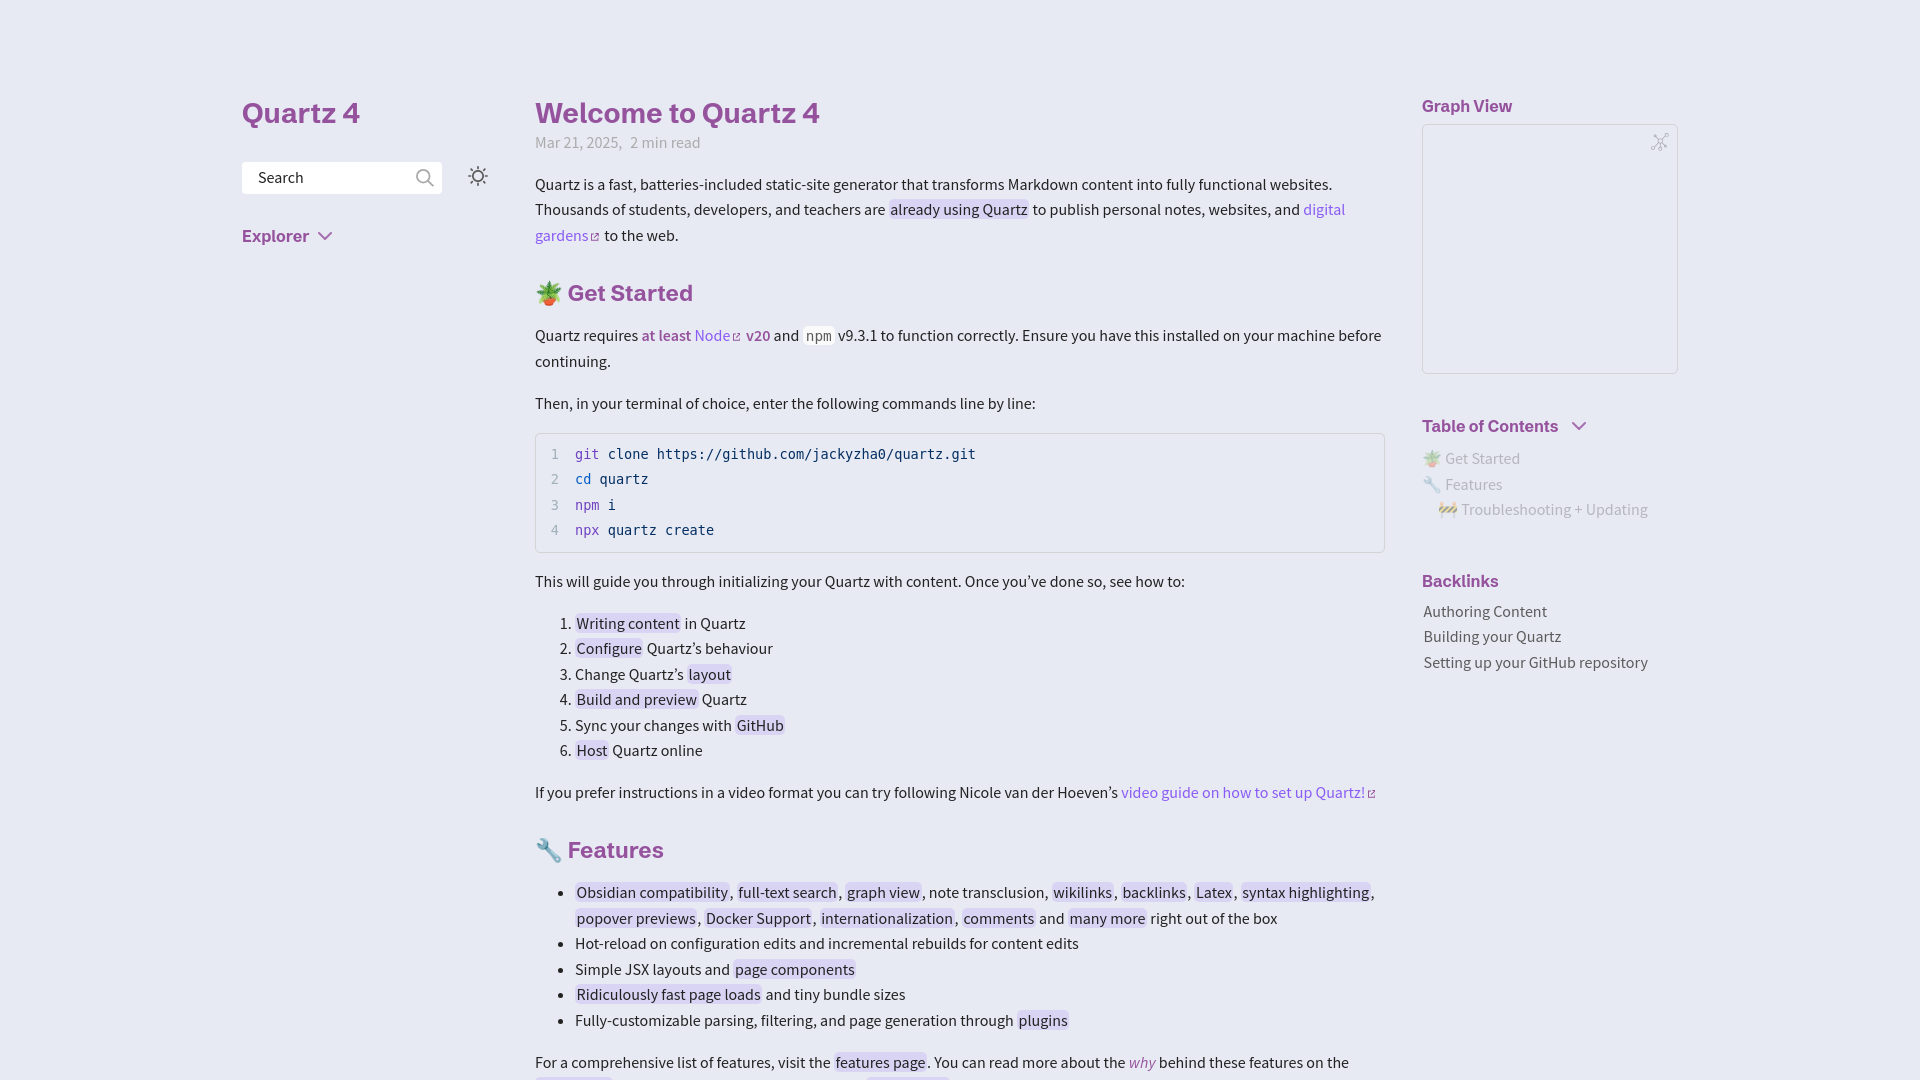 Quartz 4
Search
Explorer
Welcome to Quartz 4
Mar 21, 2025, 2 min read
Quartz is a fast, batteries-included static-site generator that transforms Markdown content into fully functional websites.
Thousands of students, developers, and teachers are already using Quartz to publish personal notes, websites, and digital
gardens to the web.
🪴 Get Started
Quartz requires at least Node v20 and npm v9.3.1 to function correctly. Ensure you have this installed on your machine before
continuing.
Then, in your terminal of choice, enter the following commands line by line:
1 git clone https://github.com/jackyzha0/quartz.git
2 cd quartz
3 npm i
4 npx quartz create
This will guide you through initializing your Quartz with content. Once you’ve done so, see how to:
1. Writing content in Quartz
2. Configure Quartz’s behaviour
3. Change Quartz’s layout
4. Build and preview Quartz
5. Sync your changes with GitHub
6. Host Quartz online
If you prefer instructions in a video format you can try following Nicole van der Hoeven’s video guide on how to set up Quartz!
🔧 Features
• Obsidian compatibility, full-text search, graph view, note transclusion, wikilinks, backlinks, Latex, syntax highlighting,
popover previews, Docker Support, internationalization, comments and many more right out of the box
• Hot-reload on configuration edits and incremental rebuilds for content edits
• Simple JSX layouts and page components
• Ridiculously fast page loads and tiny bundle sizes
• Fully-customizable parsing, filtering, and page generation through plugins
For a comprehensive list of features, visit the features page. You can read more about the why behind these features on the
Graph View
Table of Contents
🪴 Get Started
🔧 Features
🚧 Troubleshooting + Updating
Backlinks
Authoring Content
Building your Quartz
Setting up your GitHub repository